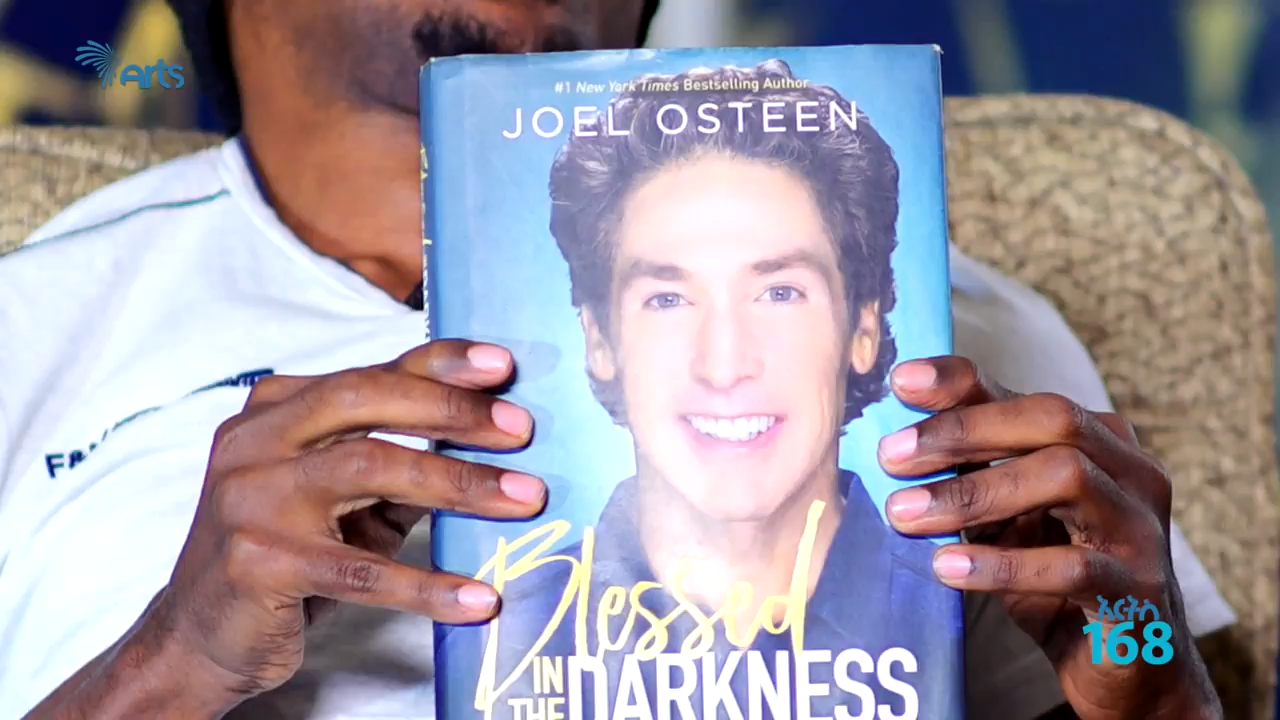 Arts
#1 New York Times Bestselling Author
JOEL OSTEEN
Blessed
IN
THE DARKNESS
አርትስ
168